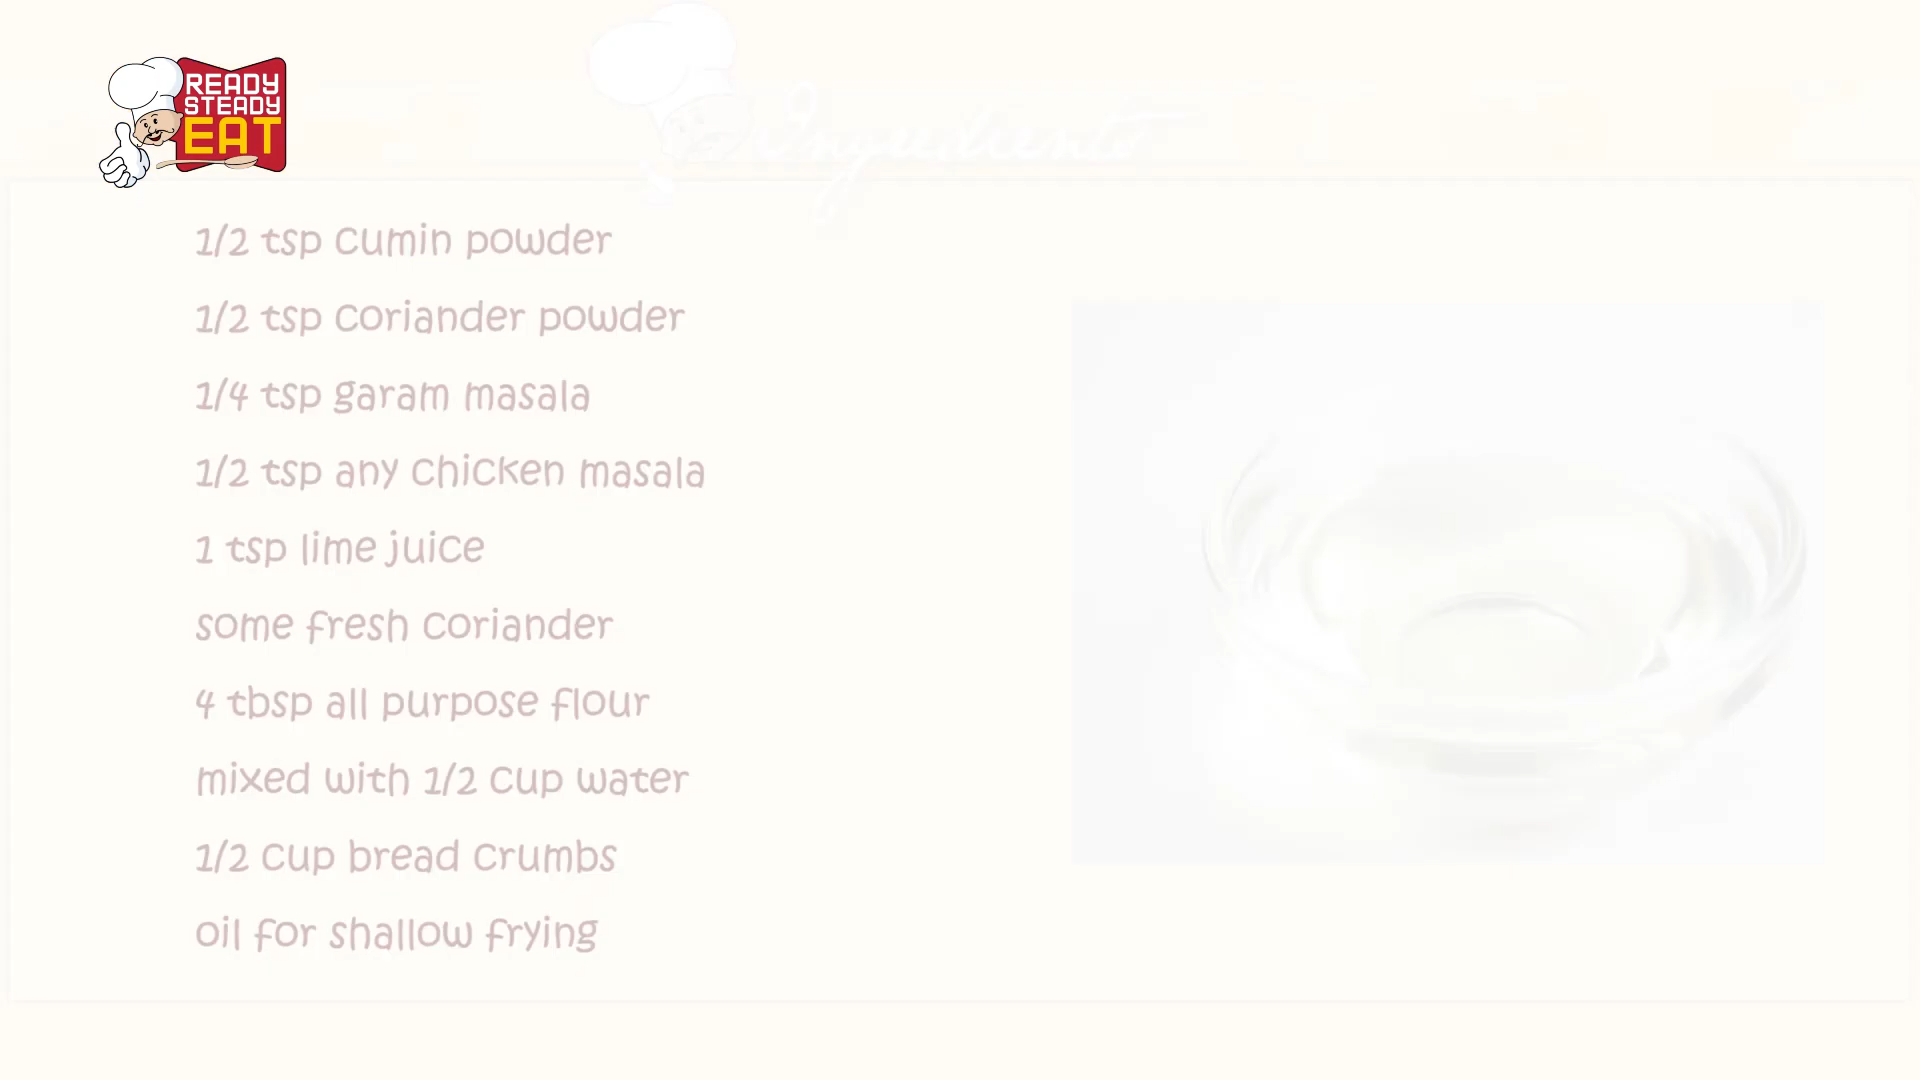 READY
STEADY
EAT
Ingredients
1/2 tsp cumin powder
1/2 tsp coriander powder
1/4 tsp garam masala
1/2 tsp any chicken masala
1 tsp lime juice
some fresh coriander
4 tbsp all purpose flour
mixed with 1/2 cup water
1/2 cup bread crumbs
oil for shallow frying